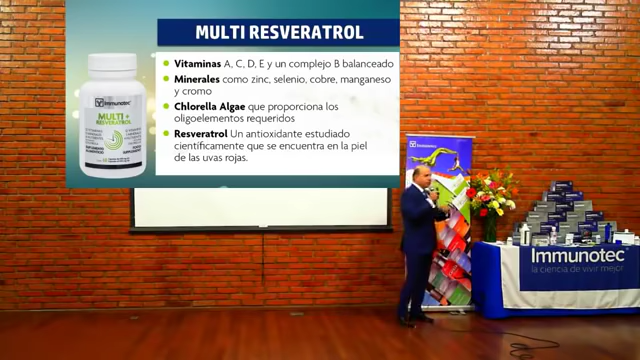 MULTI RESVERATROL
Vitaminas A, C, D, E y un complejo B balanceado
Minerales como zinc, selenio, cobre, manganeso
y cromo
Chlorella Algae que proporciona los
oligoelementos requeridos
Resveratrol Un antioxidante estudiado
científicamente que se encuentra en la piel
de las uvas rojas.
Immunotec
MULTI +
RESVERATROL
Immunotec
Immunotec
la ciencia de vivir mejor